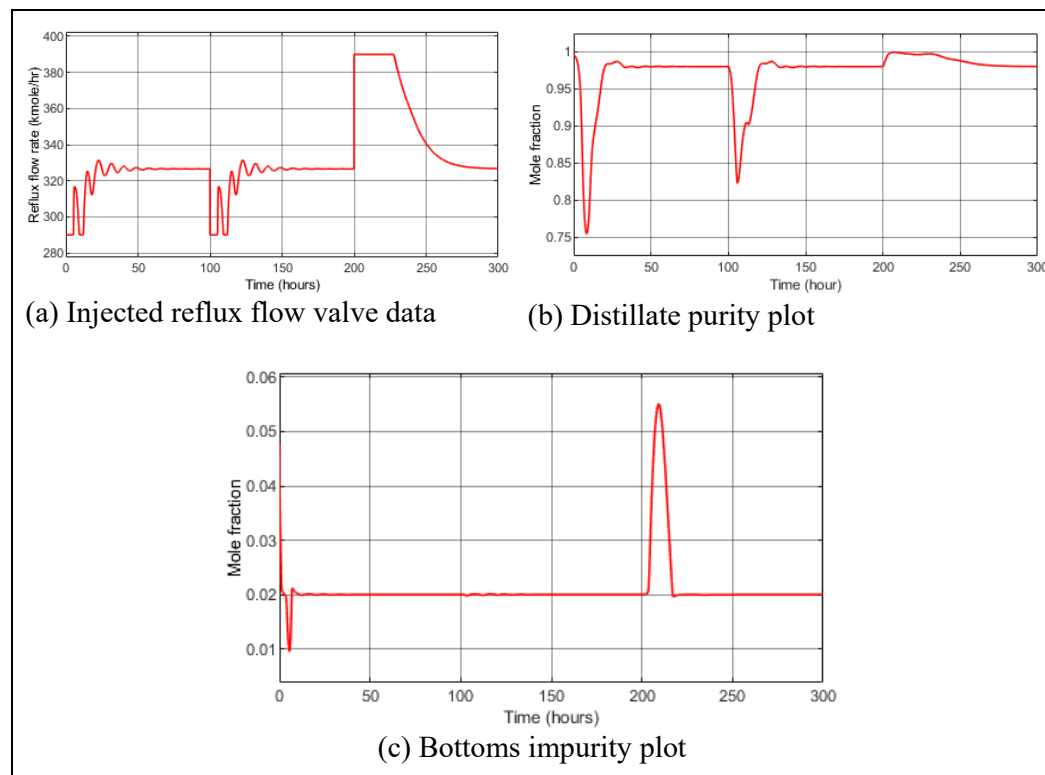 400
380
360
340
320
300
280
0 50 100 150 200 250 300
Reflux flow rate (kmole/hr)
Time (hours)
1
0.95
0.9
0.85
0.8
0.75
0 50 100 150 200 250 300
Mole fraction
Time (hour)
(a) Injected reflux flow valve data
(b) Distillate purity plot
0.06
0.05
0.04
0.03
0.02
0.01
0 50 100 150 200 250 300
Mole fraction
Time (hours)
(c) Bottoms impurity plot